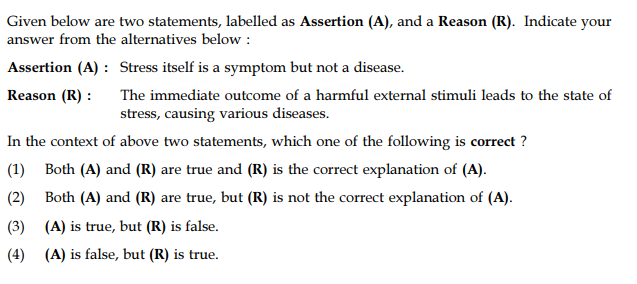 Given below are two statements, labelled as Assertion (A), and a Reason (R). Indicate your
answer from the alternatives below :
Assertion (A) : Stress itself is a symptom but not a disease.
Reason (R) : The immediate outcome of a harmful external stimuli leads to the state of
stress, causing various diseases.
In the context of above two statements, which one of the following is correct ?
(1) Both (A) and (R) are true and (R) is the correct explanation of (A).
(2) Both (A) and (R) are true, but (R) is not the correct explanation of (A).
(3) (A) is true, but (R) is false.
(4) (A) is false, but (R) is true.